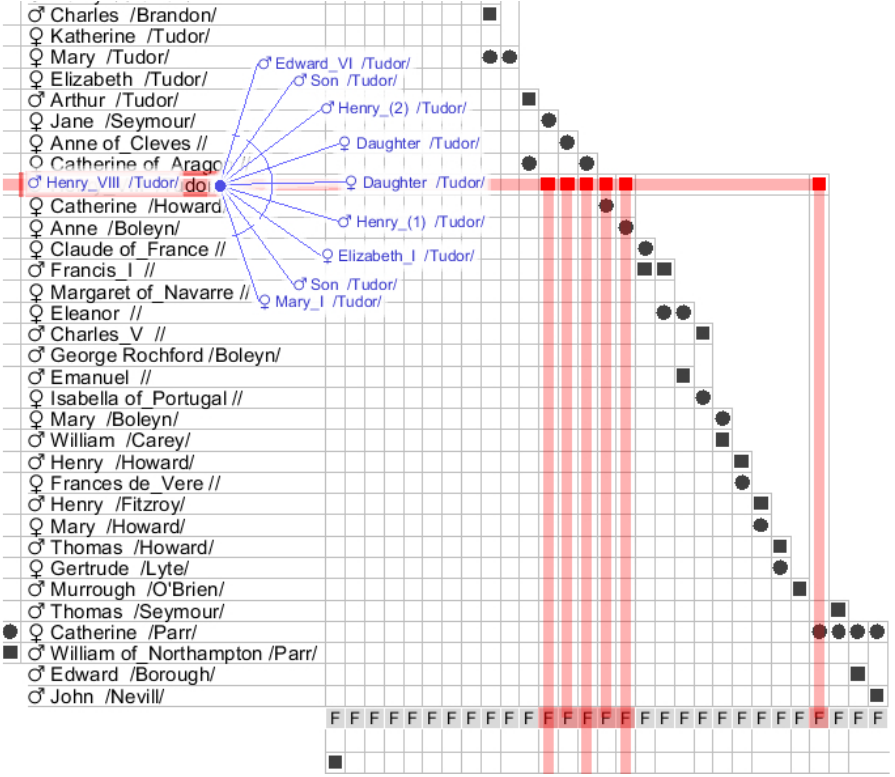 ♂ Charles /Brandon/
♀ Katherine /Tudor/
♀ Mary /Tudor/
♂ Edward_VI /Tudor/
♀ Elizabeth /Tudor/
♂ Son /Tudor/
♂ Arthur /Tudor/
♂ Henry_(2) /Tudor/
♀ Jane /Seymour/
♀ Anne of_Cleves //
♀ Daughter /Tudor/
♀ Catherine of_Arago
♂ Henry_VIII /Tudor/ do
♀ Daughter /Tudor/
♀ Catherine /Howard
♂ Henry_(1) /Tudor/
♀ Anne /Boleyn/
♀ Claude of_France //
♀ Elizabeth_I /Tudor/
♂ Francis_I //
♂ Son /Tudor/
♀ Margaret of_Navarre //
♀ Mary_I /Tudor/
♀ Eleanor //
♂ Charles_V //
♂ George Rochford /Boleyn/
♂ Emanuel //
♀ Isabella of_Portugal //
♀ Mary /Boleyn/
♂ William /Carey/
♂ Henry /Howard/
♀ Frances de_Vere //
♂ Henry /Fitzroy/
♀ Mary /Howard/
♂ Thomas /Howard/
♀ Gertrude /Lyte/
♂ Murrough /O'Brien/
♂ Thomas /Seymour/
♀ Catherine /Parr/
♂ William of_Northampton /Parr/
♂ Edward /Borough/
♂ John /Nevill/
F F F F F F F F F F F F F F F F F F F F F F F F F F F F F